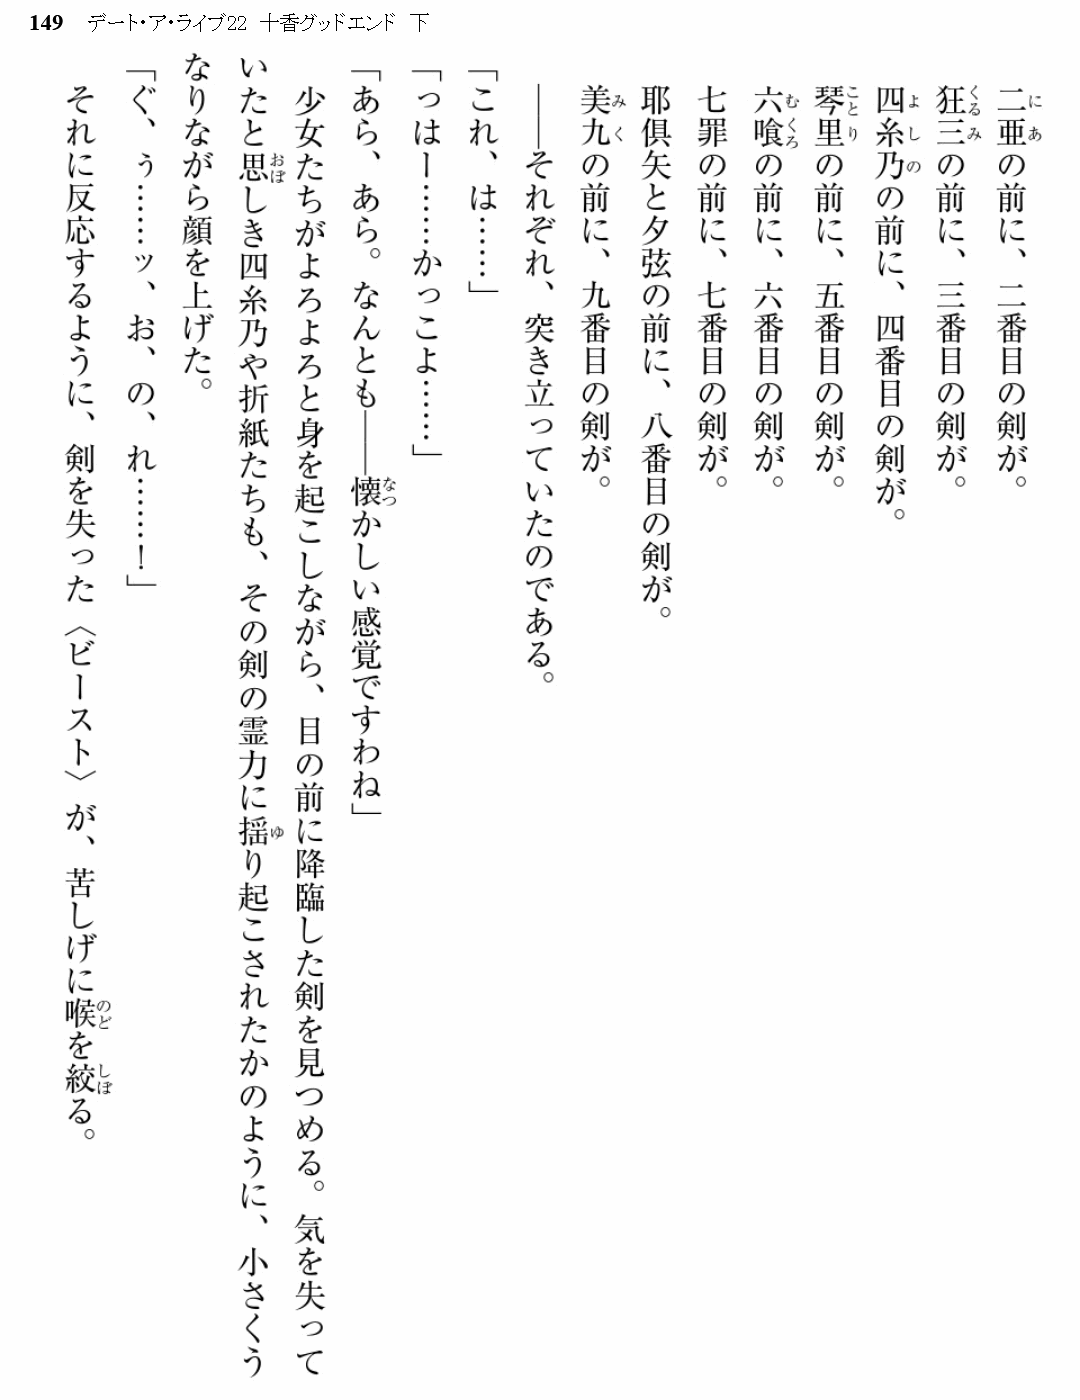 149 デート・ア・ライブ22 十香グッドエンド 下
二亜の前に、二番目の剣が。
狂三の前に、三番目の剣が。
四糸乃の前に、四番目の剣が。
琴里の前に、五番目の剣が。
六喰の前に、六番目の剣が。
七罪の前に、七番目の剣が。
耶倶矢と夕弦の前に、八番目の剣が。
美九の前に、九番目の剣が。
――それぞれ、突き立っていたのである。
「これ、は……」
「っはー……かっこよ……」
「あら、あら。なんとも――懐かしい感覚ですわね」
少女たちがよろよろと身を起こしながら、目の前に降臨した剣を見つめる。気を失って
いたと思しき四糸乃や折紙たちも、その剣の霊力に揺り起こされたかのように、小さくう
なりながら顔を上げた。
「ぐ、ぅ……ッ、お、の、れ……！」
それに反応するように、剣を失った〈ビースト〉が、苦しげに喉を絞る。